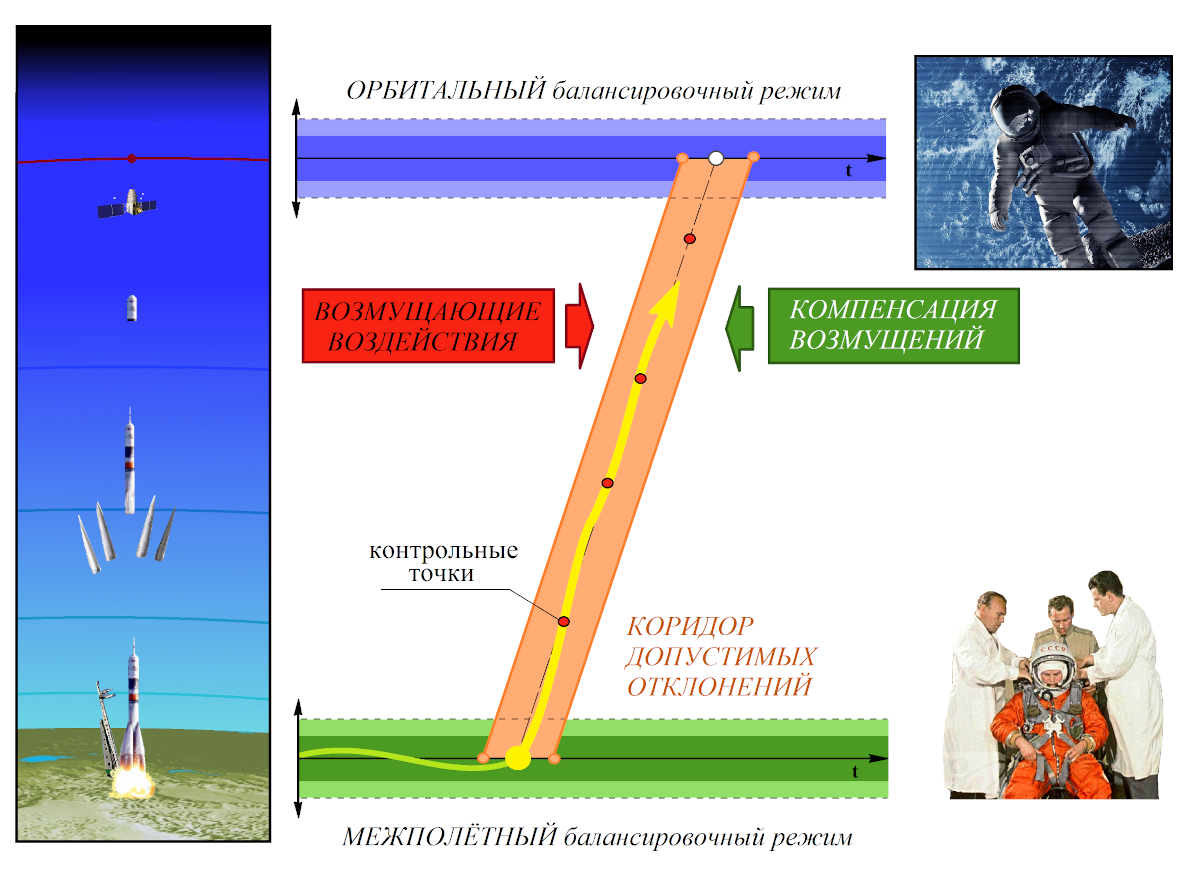 ОРБИТАЛЬНЫЙ балансировочный режим
t
ВОЗМУЩАЮЩИЕ
ВОЗДЕЙСТВИЯ
КОМПЕНСАЦИЯ
ВОЗМУЩЕНИЙ
контрольные
точки
КОРИДОР
ДОПУСТИМЫХ
ОТКЛОНЕНИЙ
СССР
t
МЕЖПОЛЁТНЫЙ балансировочный режим